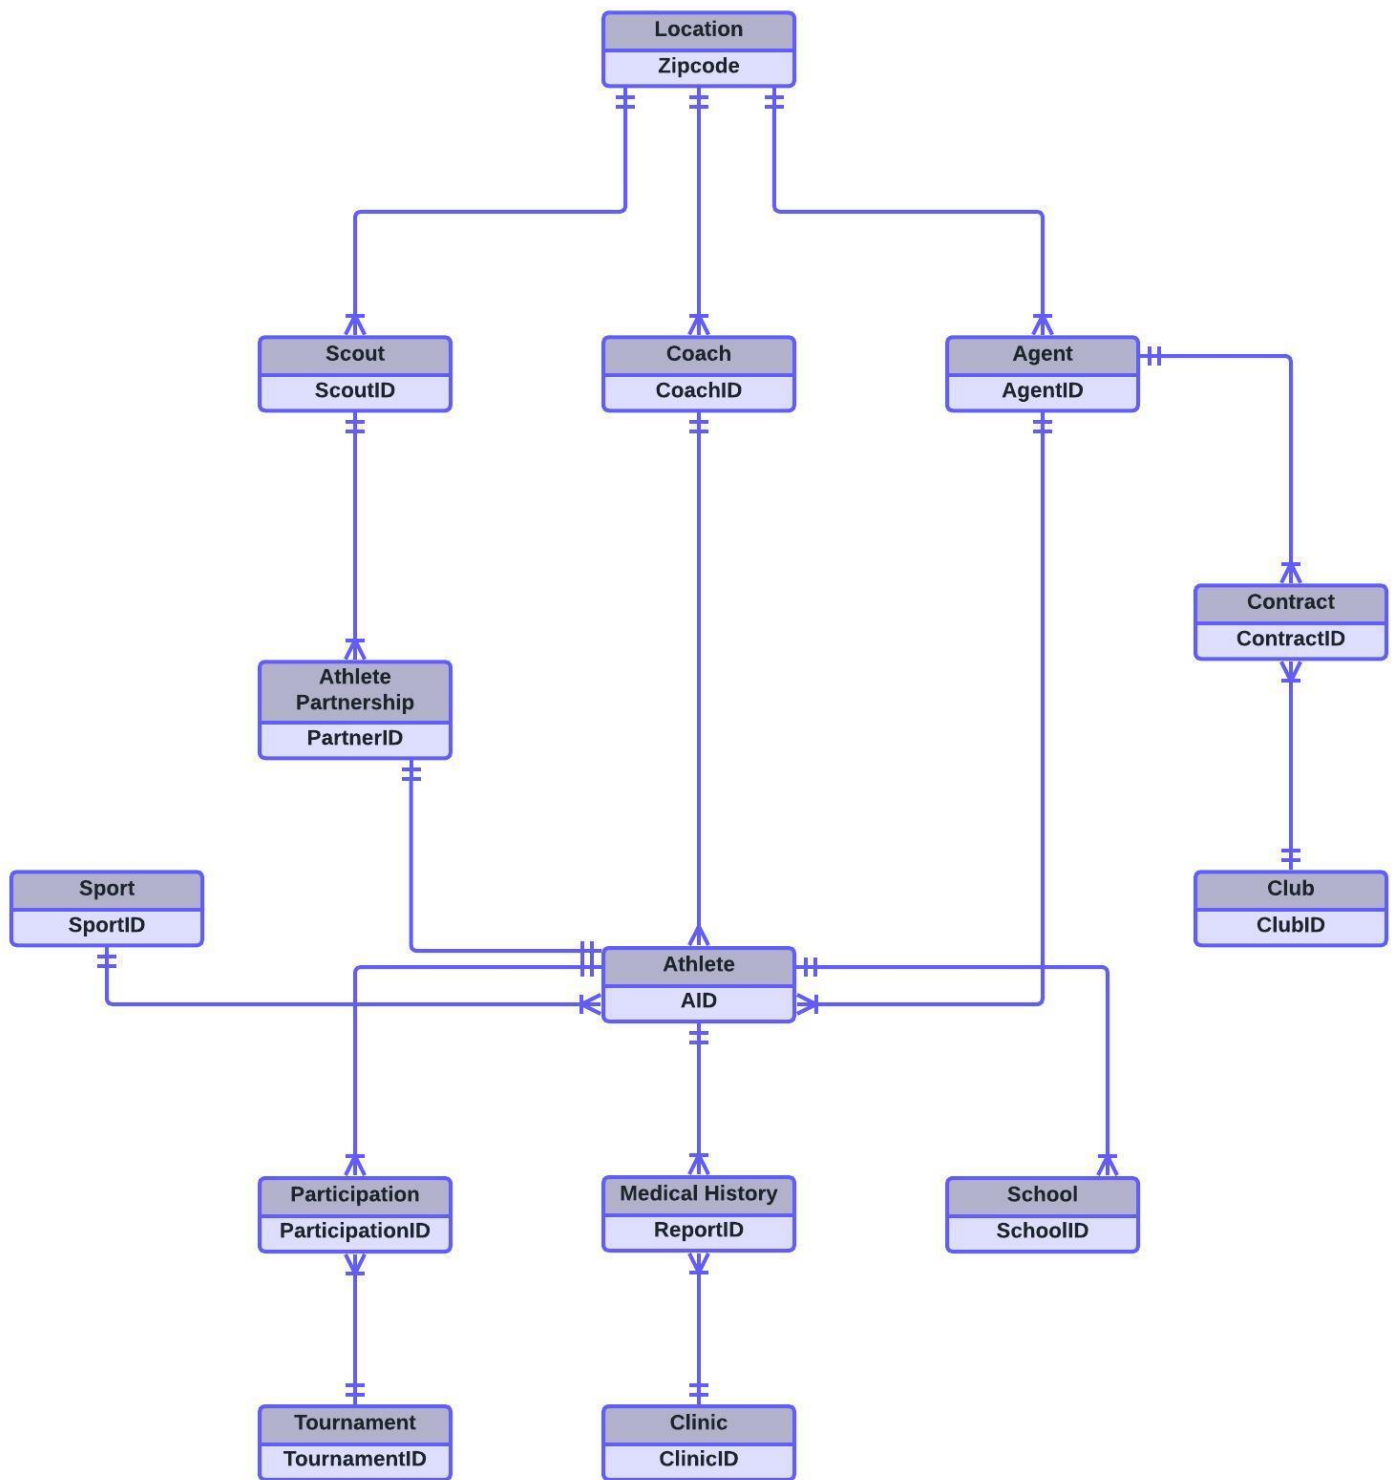 Location
Zipcode
Scout
ScoutID
Coach
CoachID
Agent
AgentID
Contract
ContractID
Athlete
Partnership
PartnerID
Sport
SportID
Club
ClubID
Athlete
AID
Participation
ParticipationID
Medical History
ReportID
School
SchoolID
Tournament
TournamentID
Clinic
ClinicID